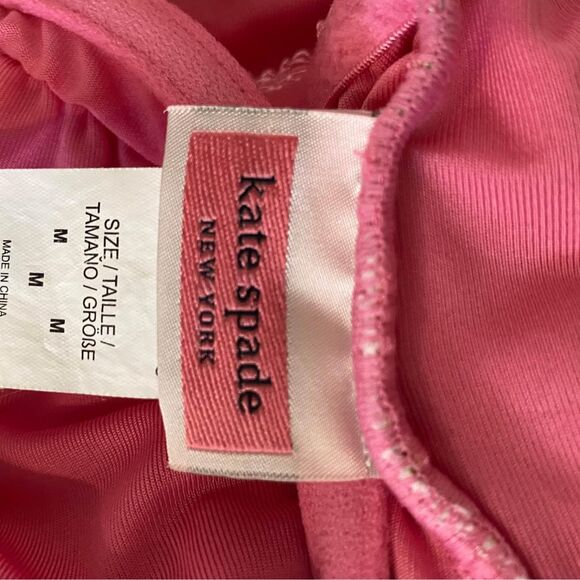 kate spade
NEW YORK
SIZE / TAILLE /
TAMAÑO / GRÖßE
M M M
MADE IN CHINA